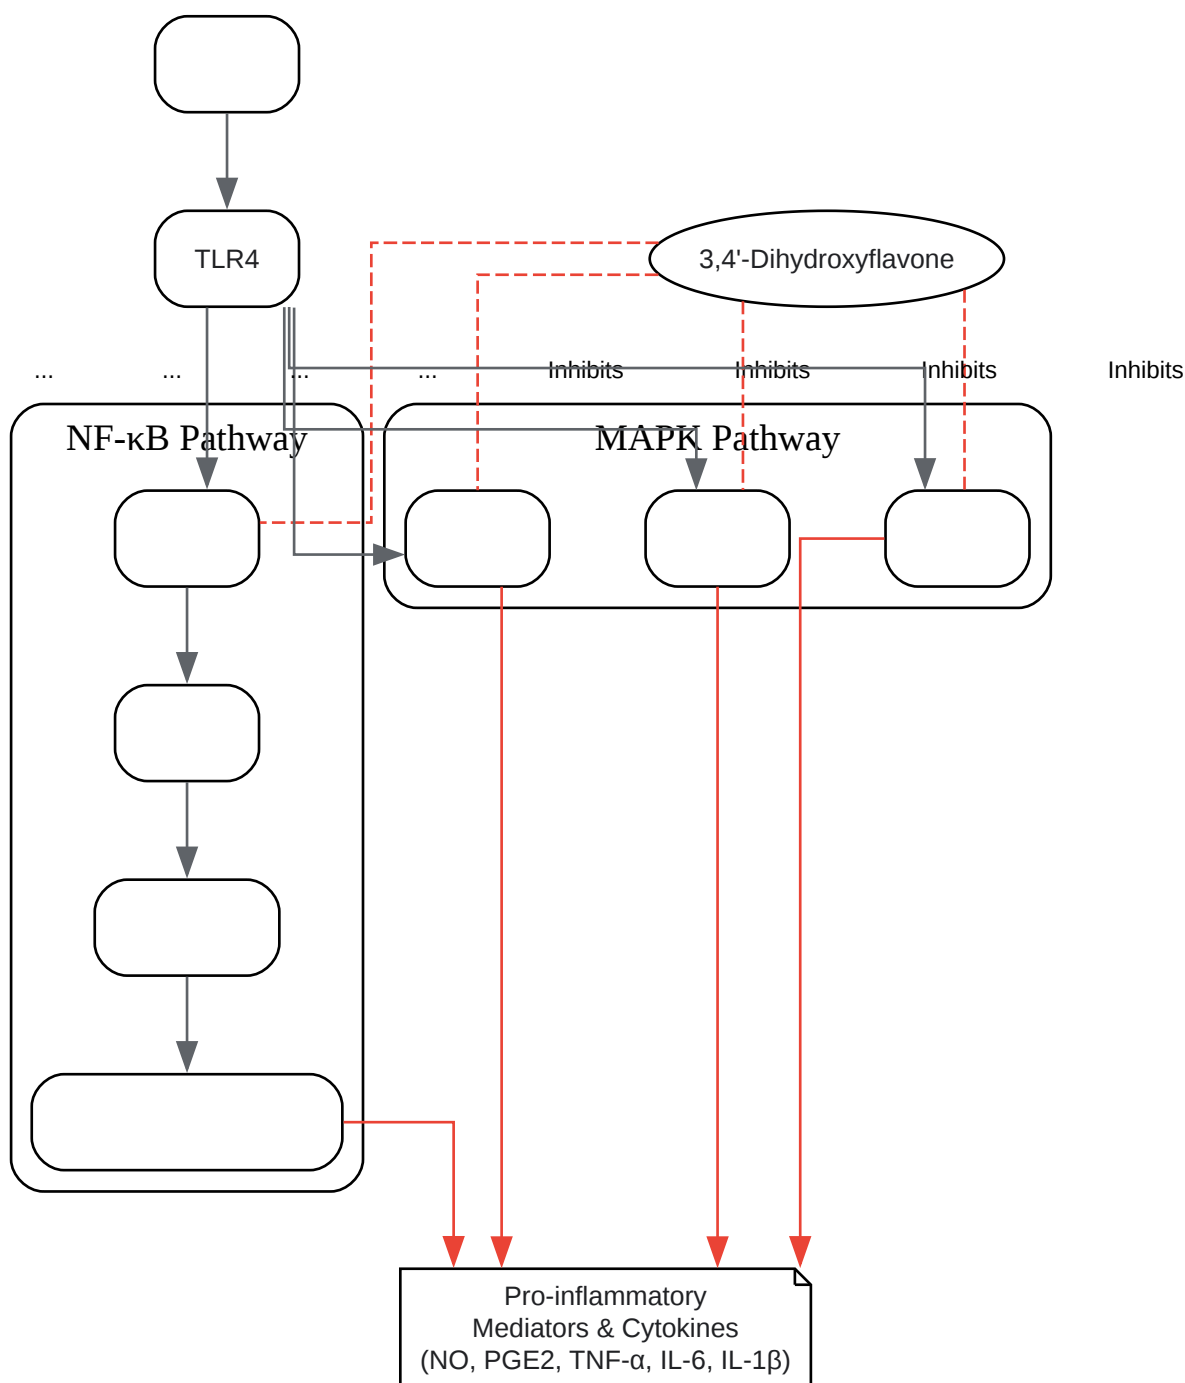 TLR4
3,4'-Dihydroxyflavone
... ... ... ... Inhibits Inhibits Inhibits Inhibits
NF-κB Pathway
MAPK Pathway
Pro-inflammatory
Mediators & Cytokines
(NO, PGE2, TNF-α, IL-6, IL-1β)